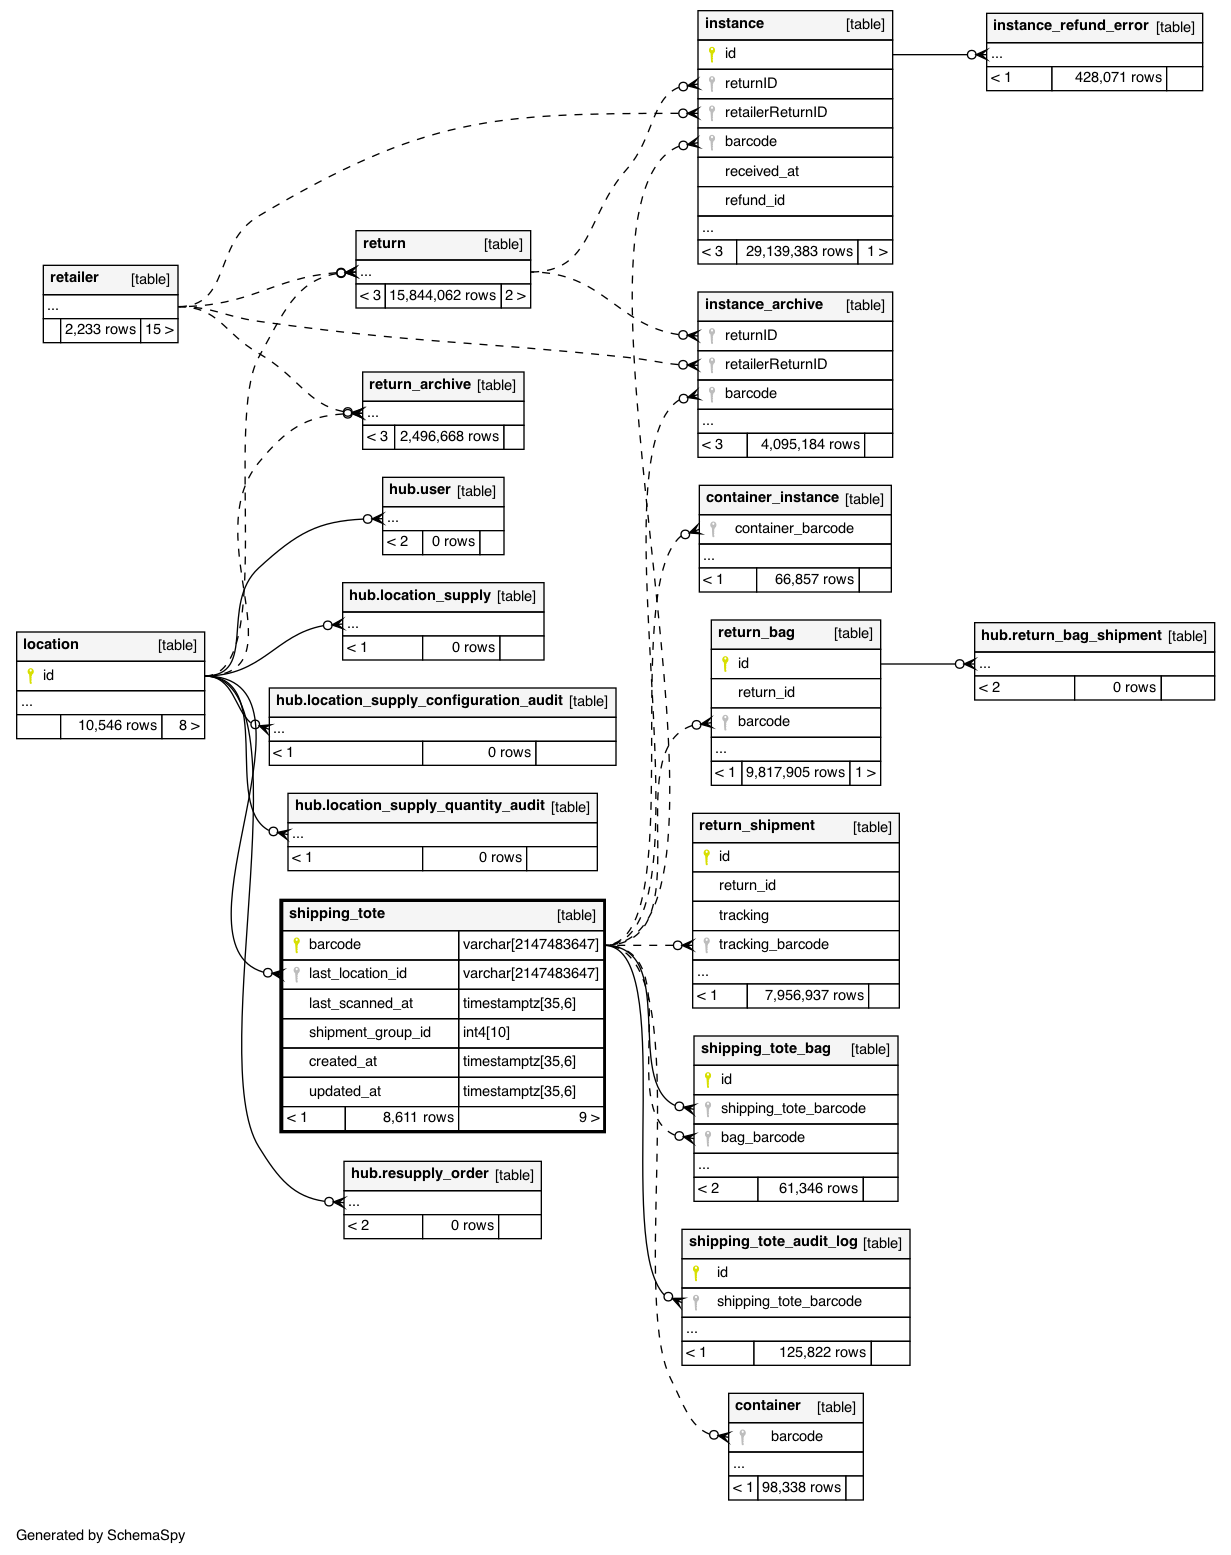 instance [table]
id
returnID
retailerReturnID
barcode
received_at
refund_id
...
< 3 29,139,383 rows 1 >
instance_refund_error [table]
...
< 1 428,071 rows
return [table]
...
< 3 15,844,062 rows 2 >
retailer [table]
...
2,233 rows 15 >
instance_archive [table]
returnID
retailerReturnID
barcode
...
< 3 4,095,184 rows
return_archive [table]
...
< 3 2,496,668 rows
hub.user [table]
...
< 2 0 rows
container_instance [table]
container_barcode
...
< 1 66,857 rows
hub.location_supply [table]
...
< 1 0 rows
location [table]
id
...
10,546 rows 8 >
return_bag [table]
id
return_id
barcode
...
< 1 9,817,905 rows 1 >
hub.return_bag_shipment [table]
...
< 2 0 rows
hub.location_supply_configuration_audit [table]
...
< 1 0 rows
hub.location_supply_quantity_audit [table]
...
< 1 0 rows
return_shipment [table]
id
return_id
tracking
tracking_barcode
...
< 1 7,956,937 rows
shipping_tote [table]
barcode varchar[2147483647]
last_location_id varchar[2147483647]
last_scanned_at timestamptz[35,6]
shipment_group_id int4[10]
created_at timestamptz[35,6]
updated_at timestamptz[35,6]
< 1 8,611 rows 9 >
shipping_tote_bag [table]
id
shipping_tote_barcode
bag_barcode
...
< 2 61,346 rows
hub.resupply_order [table]
...
< 2 0 rows
shipping_tote_audit_log [table]
id
shipping_tote_barcode
...
< 1 125,822 rows
container [table]
barcode
...
< 1 98,338 rows
Generated by SchemaSpy